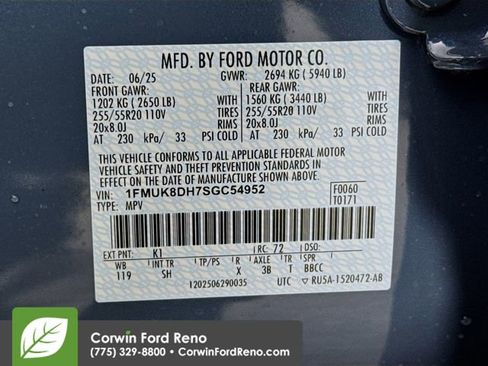 MFD. BY FORD MOTOR CO.
DATE: 06/25 GVWR: 2694 KG ( 5940 LB)
FRONT GAWR: REAR GAWR:
1202 KG ( 2650 LB) WITH 1560 KG ( 3440 LB) WITH
255/55R20 110V TIRES 255/55R20 110V TIRES
20x8.0J RIMS 20x8.0J RIMS
AT 230 kPa/ 33 PSI COLD AT 230 kPa/ 33 PSI COLD
THIS VEHICLE CONFORMS TO ALL APPLICABLE FEDERAL MOTOR
VEHICLE SAFETY AND BUMPER AND THEFT PREVENTION STANDARDS IN
EFFECT ON THE DATE OF MANUFACTURE SHOWN ABOVE.
VIN: 1FMUK8DH7SGC54952 F0060
TYPE: MPV T0171
EXT PNT: K1 RC: 72 DSO:
WB INT TR TP/PS R AXLE TR SPR
119 SH X 3B T BBCC
1202506290035 UTC ▽ RU5A-1520472-AB
Corwin Ford Reno
(775) 329-8800 • CorwinFordReno.com